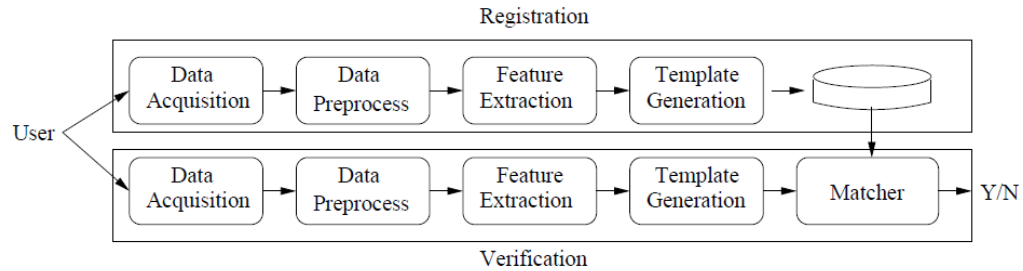 Registration
Data
Acquisition
Data
Preprocess
Feature
Extraction
Template
Generation
User
Data
Acquisition
Data
Preprocess
Feature
Extraction
Template
Generation
Matcher
Y/N
Verification